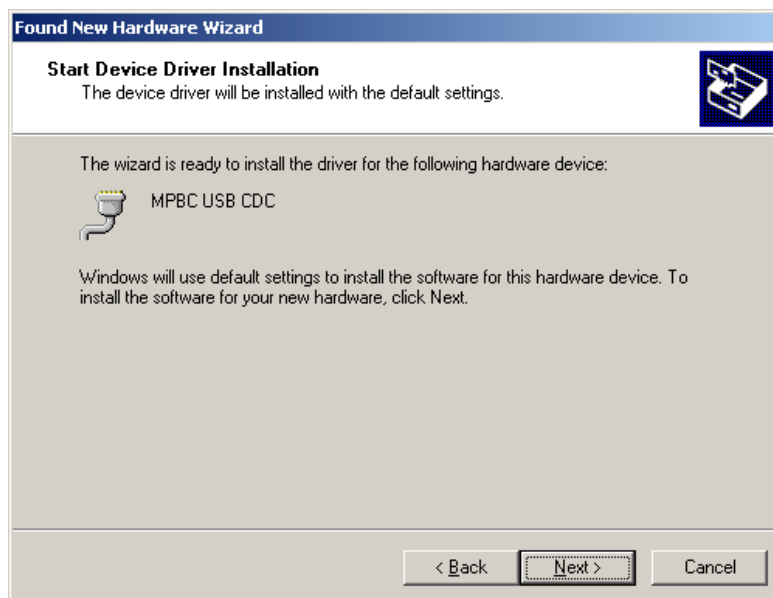 Found New Hardware Wizard
Start Device Driver Installation
The device driver will be installed with the default settings.
The wizard is ready to install the driver for the following hardware device:
MPBC USB CDC
Windows will use default settings to install the software for this hardware device. To
install the software for your new hardware, click Next.
< Back Next > Cancel